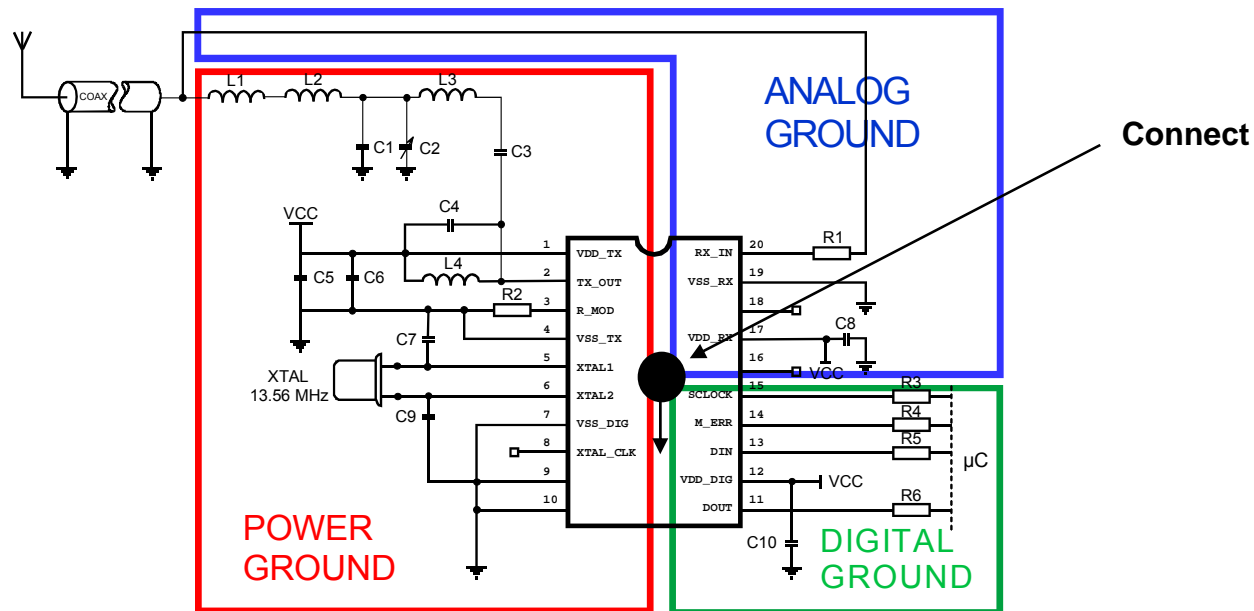 L1
L2
L3
COAX
ANALOG
GROUND
Connect
C1
C2
C3
VCC
C4
C5
C6
L4
R2
C7
XTAL
13.56 MHz
C9
1
VDD_TX
2
TX_OUT
3
R_MOD
4
VSS_TX
5
XTAL1
6
XTAL2
7
VSS_DIG
8
XTAL_CLK
9
10
RX_IN
20
R1
VSS_RX
19
18
VDD_RX
17
C8
16
VCC
SCLOCK
15
R3
M_ERR
14
R4
DIN
13
R5
µC
VDD_DIG
12
VCC
DOUT
11
R6
C10
POWER
GROUND
DIGITAL
GROUND